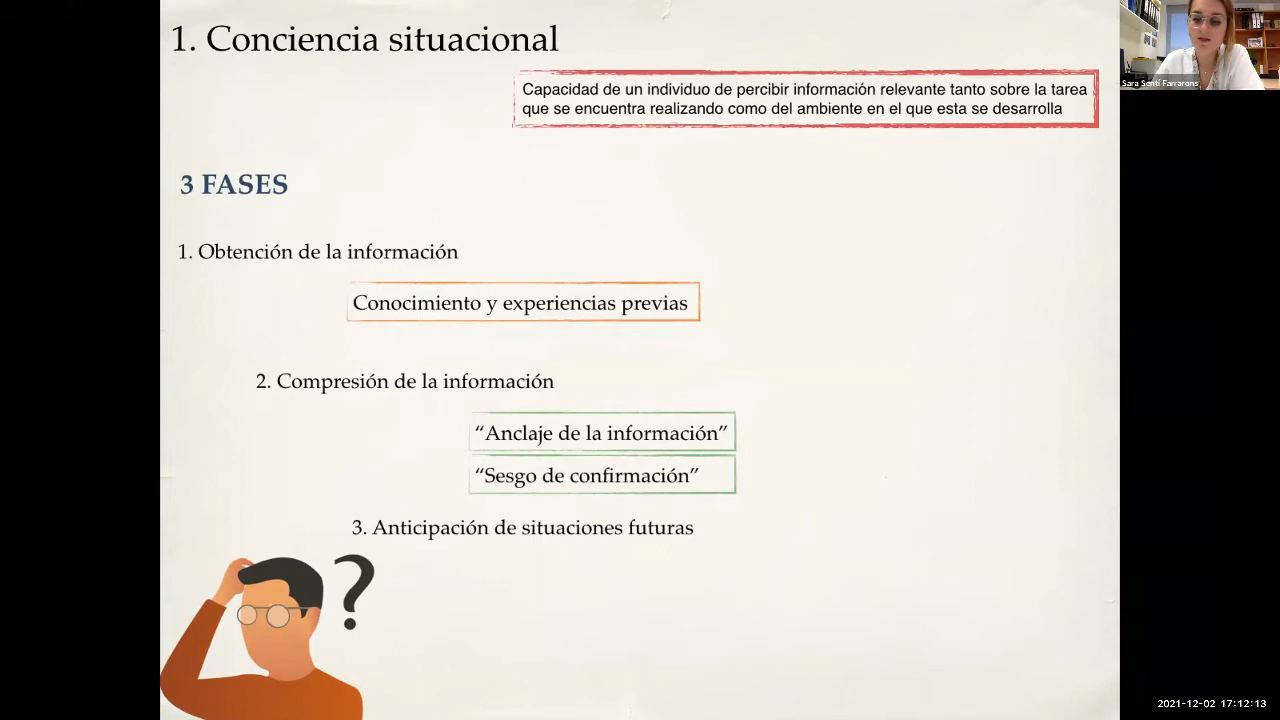 1. Conciencia situacional
Capacidad de un individuo de percibir información relevante tanto sobre la tarea
que se encuentra realizando como del ambiente en el que esta se desarrolla
Sara Sentí Farrarons
3 FASES
1. Obtención de la información
Conocimiento y experiencias previas
2. Compresión de la información
“Anclaje de la información”
“Sesgo de confirmación”
3. Anticipación de situaciones futuras
?
2021-12-02 17:12:13